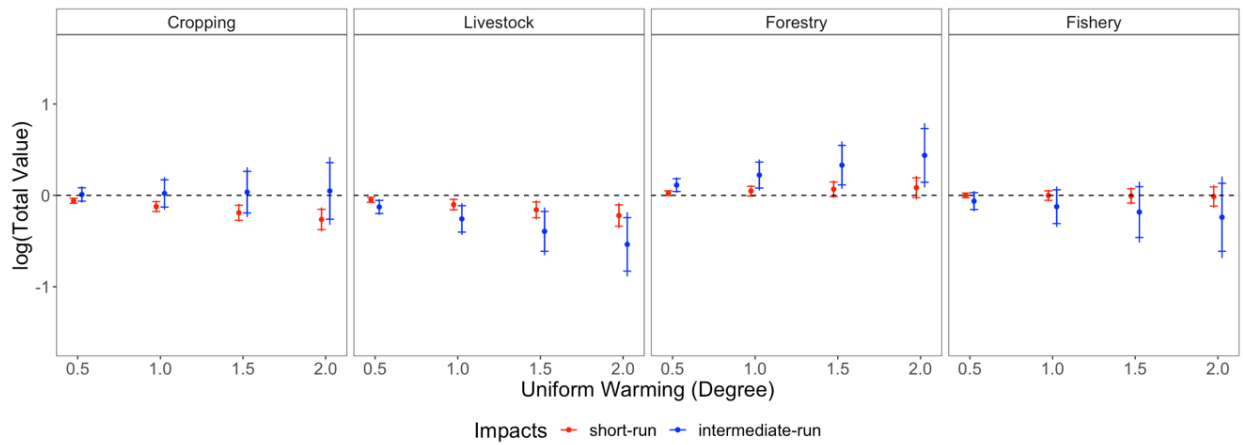 Cropping Livestock Forestry Fishery
log(Total Value)
1
0
-1
0.5 1.0 1.5 2.0 0.5 1.0 1.5 2.0 0.5 1.0 1.5 2.0 0.5 1.0 1.5 2.0
Uniform Warming (Degree)
Impacts short-run intermediate-run